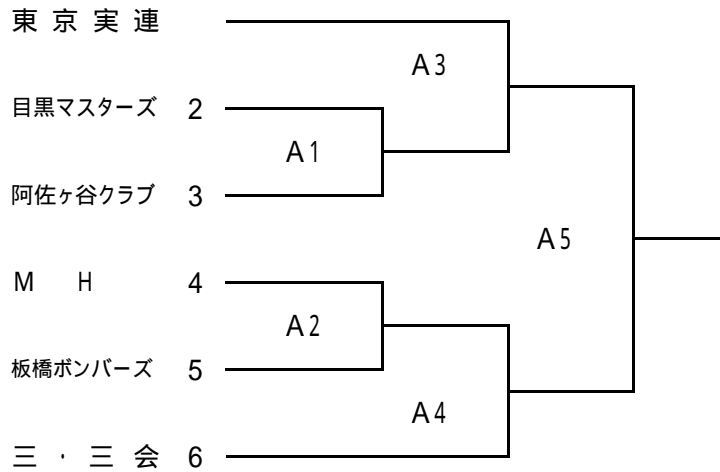 東京実連
A3
目黒マスターズ 2
A1
阿佐ヶ谷クラブ 3
A5
M H 4
A2
板橋ボンバーズ 5
A4
三・三会 6